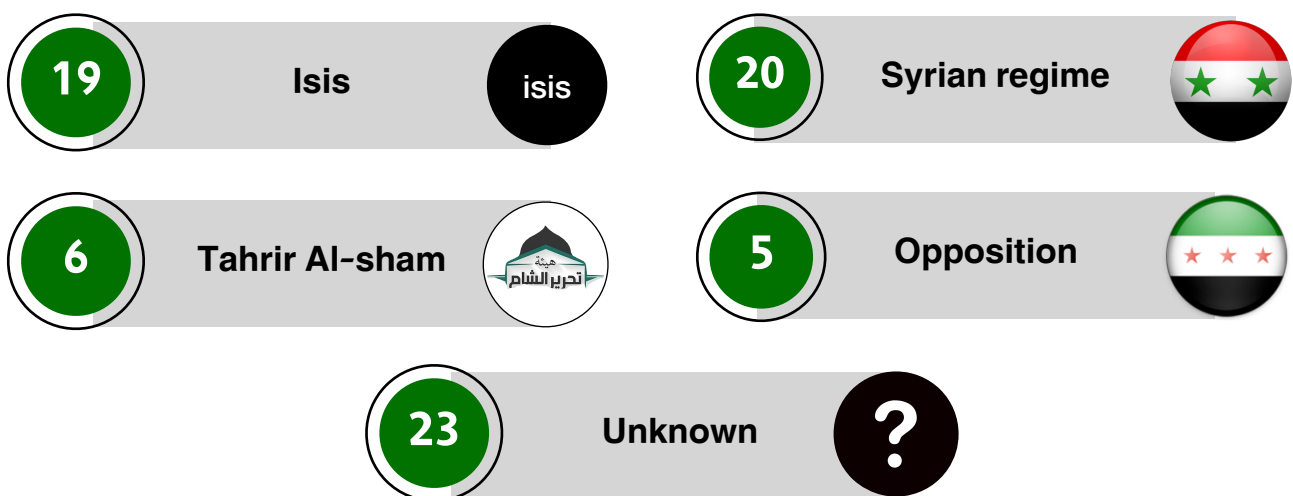 19
Isis
isis
20
Syrian regime
6
Tahrir Al-sham
هيئة
تحرير الشام
5
Opposition
23
Unknown
?